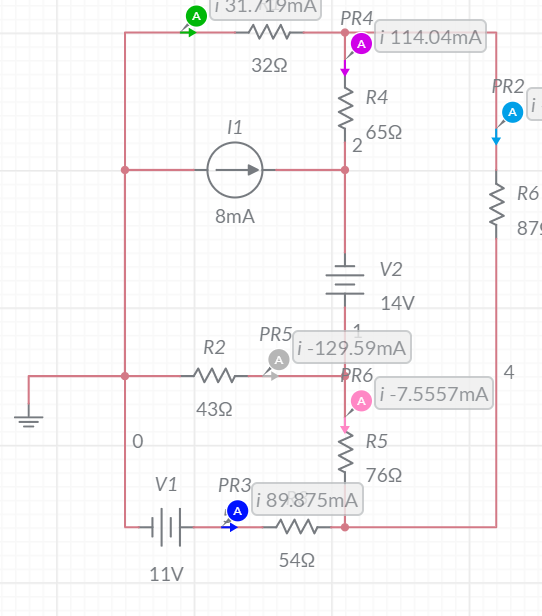 A i 31.719mA
32Ω
PR4
A i 114.04mA
R4
65Ω
2
PR2
A i
R6
I1
8mA
V2
14V
1
PR5
A i -129.59mA
R2
43Ω
PR6
A i -7.5557mA
4
0
R5
76Ω
V1
11V
PR3
A i 89.875mA
54Ω